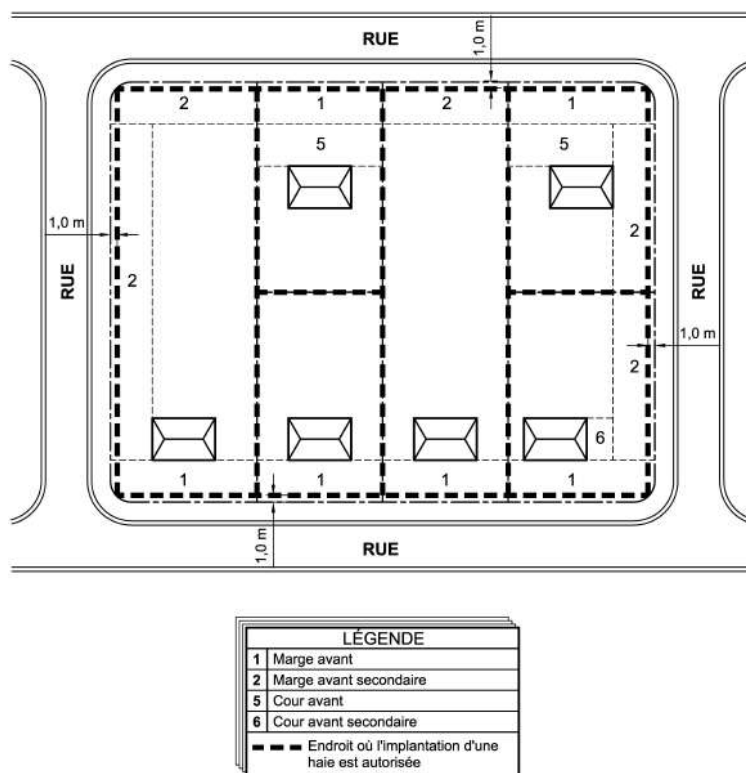 RUE
1,0 m
2
1
2
1
5
5
1,0 m
2
2
RUE
RUE
1,0 m
2
6
1
1
1
1
1,0 m
RUE
LÉGENDE
1 Marge avant
2 Marge avant secondaire
5 Cour avant
6 Cour avant secondaire
Endroit où l'implantation d'une
haie est autorisée